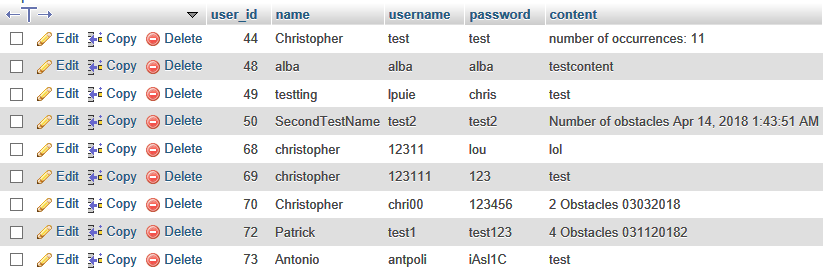 user_id name username password content
Edit Copy Delete 44 Christopher test test number of occurrences: 11
Edit Copy Delete 48 alba alba alba testcontent
Edit Copy Delete 49 testting lpuie chris test
Edit Copy Delete 50 SecondTestName test2 test2 Number of obstacles Apr 14, 2018 1:43:51 AM
Edit Copy Delete 68 christopher 12311 lou lol
Edit Copy Delete 69 christopher 123111 123 test
Edit Copy Delete 70 Christopher chri00 123456 2 Obstacles 03032018
Edit Copy Delete 72 Patrick test1 test123 4 Obstacles 031120182
Edit Copy Delete 73 Antonio antpoli iAsl1C test